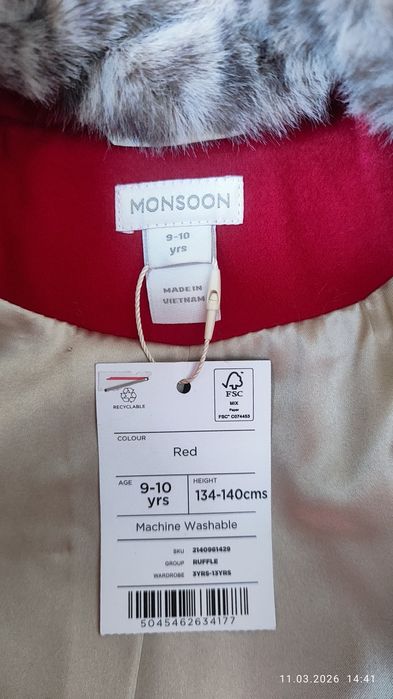 MONSOON
9-10
yrs
MADE IN
VIETNAM
RECYCLABLE
FSC
MIX
Paper
FSC® C074453
COLOUR
Red
AGE
9-10
yrs
HEIGHT
134-140cms
Machine Washable
SKU 2140961429
GROUP RUFFLE
WARDROBE 3YRS-13YRS
5045462634177
11.03.2026 14:41